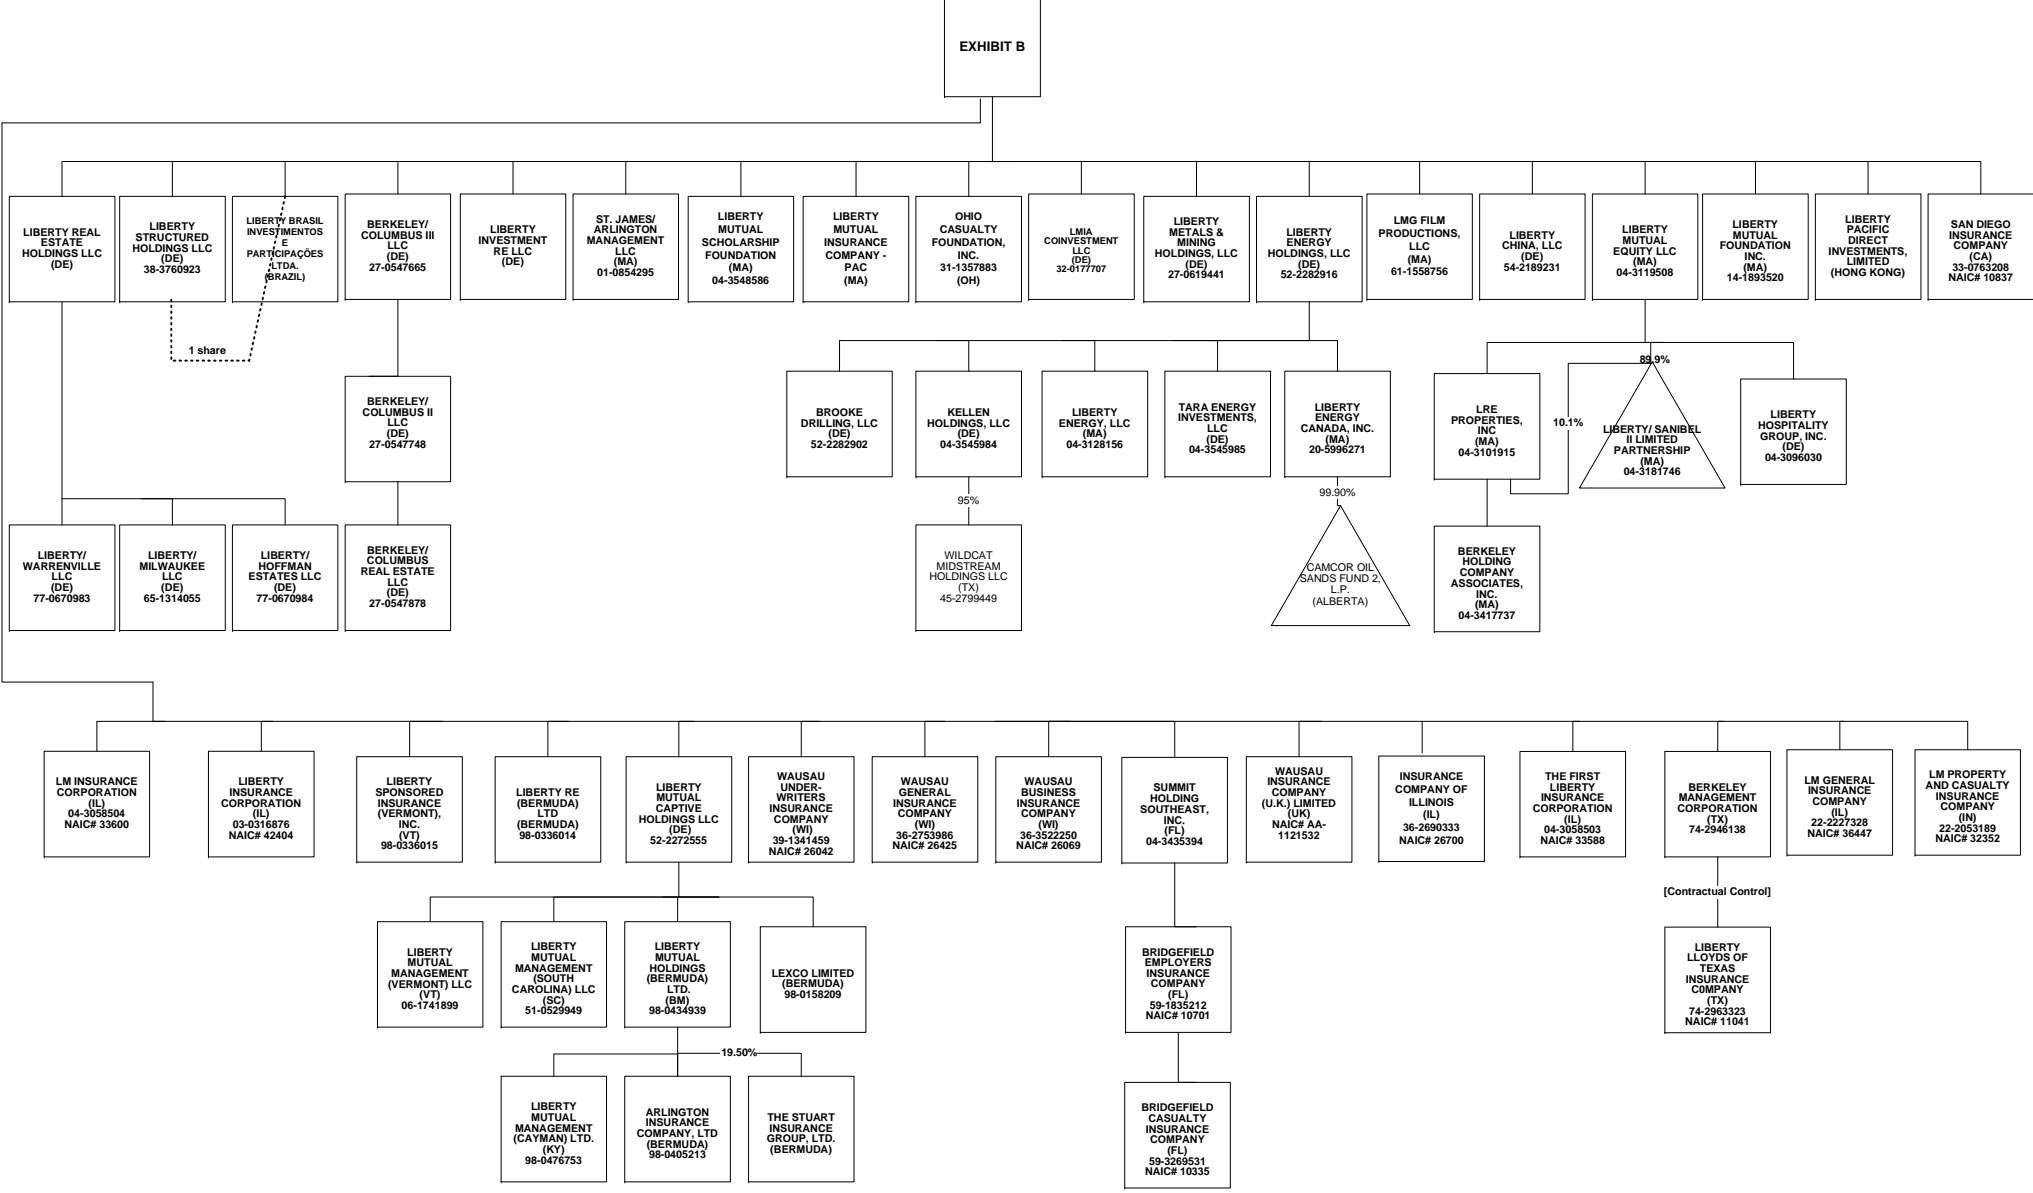 EXHIBIT B
LIBERTY REAL
ESTATE
HOLDINGS LLC
(DE)
LIBERTY
STRUCTURED
HOLDINGS LLC
(DE)
38-3760923
LIBERTY BRASIL
INVESTIMENTOS
E
PARTICIPAÇÕES
LTDA.
(BRAZIL)
BERKELEY/
COLUMBUS III
LLC
(DE)
27-0547665
LIBERTY
INVESTMENT
RE LLC
(DE)
ST. JAMES/
ARLINGTON
MANAGEMENT
LLC
(MA)
01-0854295
LIBERTY
MUTUAL
SCHOLARSHIP
FOUNDATION
(MA)
04-3548586
LIBERTY
MUTUAL
INSURANCE
COMPANY -
PAC
(MA)
OHIO
CASUALTY
FOUNDATION,
INC.
31-1357883
(OH)
LMIA
COINVESTMENT
LLC
(DE)
32-0177707
LIBERTY
METALS &
MINING
HOLDINGS, LLC
(DE)
27-0619441
LIBERTY
ENERGY
HOLDINGS, LLC
(DE)
52-2282916
LMG FILM
PRODUCTIONS,
LLC
(MA)
61-1558756
LIBERTY
CHINA, LLC
(DE)
54-2189231
LIBERTY
MUTUAL
EQUITY LLC
(MA)
04-3119508
LIBERTY
MUTUAL
FOUNDATION
INC.
(MA)
14-1893520
LIBERTY
PACIFIC
DIRECT
INVESTMENTS,
LIMITED
(HONG KONG)
SAN DIEGO
INSURANCE
COMPANY
(CA)
33-0763208
NAIC# 10837
1 share
BERKELEY/
COLUMBUS II
LLC
(DE)
27-0547748
BROOKE
DRILLING, LLC
(DE)
52-2282902
KELLEN
HOLDINGS, LLC
(DE)
04-3545984
LIBERTY
ENERGY, LLC
(MA)
04-3128156
TARA ENERGY
INVESTMENTS,
LLC
(DE)
04-3545985
LIBERTY
ENERGY
CANADA, INC.
(MA)
20-5996271
LRE
PROPERTIES,
INC
(MA)
04-3101915
10.1%
89.9%
LIBERTY/ SANIBEL
II LIMITED
PARTNERSHIP
(MA)
04-3181746
LIBERTY
HOSPITALITY
GROUP, INC.
(DE)
04-3096030
95%
99.90%
LIBERTY/
WARRENVILLE
LLC
(DE)
77-0670983
LIBERTY/
MILWAUKEE
LLC
(DE)
65-1314055
LIBERTY/
HOFFMAN
ESTATES LLC
(DE)
77-0670984
BERKELEY/
COLUMBUS
REAL ESTATE
LLC
(DE)
27-0547878
WILDCAT
MIDSTREAM
HOLDINGS LLC
(TX)
45-2799449
CAMCOR OIL
SANDS FUND 2,
L.P.
(ALBERTA)
BERKELEY
HOLDING
COMPANY
ASSOCIATES,
INC.
(MA)
04-3417737
LM INSURANCE
CORPORATION
(IL)
04-3058504
NAIC# 33600
LIBERTY
INSURANCE
CORPORATION
(IL)
03-0316876
NAIC# 42404
LIBERTY
SPONSORED
INSURANCE
(VERMONT),
INC.
(VT)
98-0336015
LIBERTY RE
(BERMUDA)
LTD
(BERMUDA)
98-0336014
LIBERTY
MUTUAL
CAPTIVE
HOLDINGS LLC
(DE)
52-2272555
WAUSAU
UNDER-
WRITERS
INSURANCE
COMPANY
(WI)
39-1341459
NAIC# 26042
WAUSAU
GENERAL
INSURANCE
COMPANY
(WI)
36-2753986
NAIC# 26425
WAUSAU
BUSINESS
INSURANCE
COMPANY
(WI)
36-3522250
NAIC# 26069
SUMMIT
HOLDING
SOUTHEAST,
INC.
(FL)
04-3435394
WAUSAU
INSURANCE
COMPANY
(U.K.) LIMITED
(UK)
NAIC# AA-
1121532
INSURANCE
COMPANY OF
ILLINOIS
(IL)
36-2690333
NAIC# 26700
THE FIRST
LIBERTY
INSURANCE
CORPORATION
(IL)
04-3058503
NAIC# 33588
BERKELEY
MANAGEMENT
CORPORATION
(TX)
74-2946138
LM GENERAL
INSURANCE
COMPANY
(IL)
22-2227328
NAIC# 36447
LM PROPERTY
AND CASUALTY
INSURANCE
COMPANY
(IN)
22-2053189
NAIC# 32352
[Contractual Control]
LIBERTY
MUTUAL
MANAGEMENT
(VERMONT) LLC
(VT)
06-1741899
LIBERTY
MUTUAL
MANAGEMENT
(SOUTH
CAROLINA) LLC
(SC)
51-0529949
LIBERTY
MUTUAL
HOLDINGS
(BERMUDA)
LTD.
(BM)
98-0434939
LEXCO LIMITED
(BERMUDA)
98-0158209
BRIDGEFIELD
EMPLOYERS
INSURANCE
COMPANY
(FL)
59-1835212
NAIC# 10701
LIBERTY
LLOYDS OF
TEXAS
INSURANCE
C0MPANY
(TX)
74-2963323
NAIC# 11041
19.50%
LIBERTY
MUTUAL
MANAGEMENT
(CAYMAN) LTD.
(KY)
98-0476753
ARLINGTON
INSURANCE
COMPANY, LTD
(BERMUDA)
98-0405213
THE STUART
INSURANCE
GROUP, LTD.
(BERMUDA)
BRIDGEFIELD
CASUALTY
INSURANCE
COMPANY
(FL)
59-3269531
NAIC# 10335